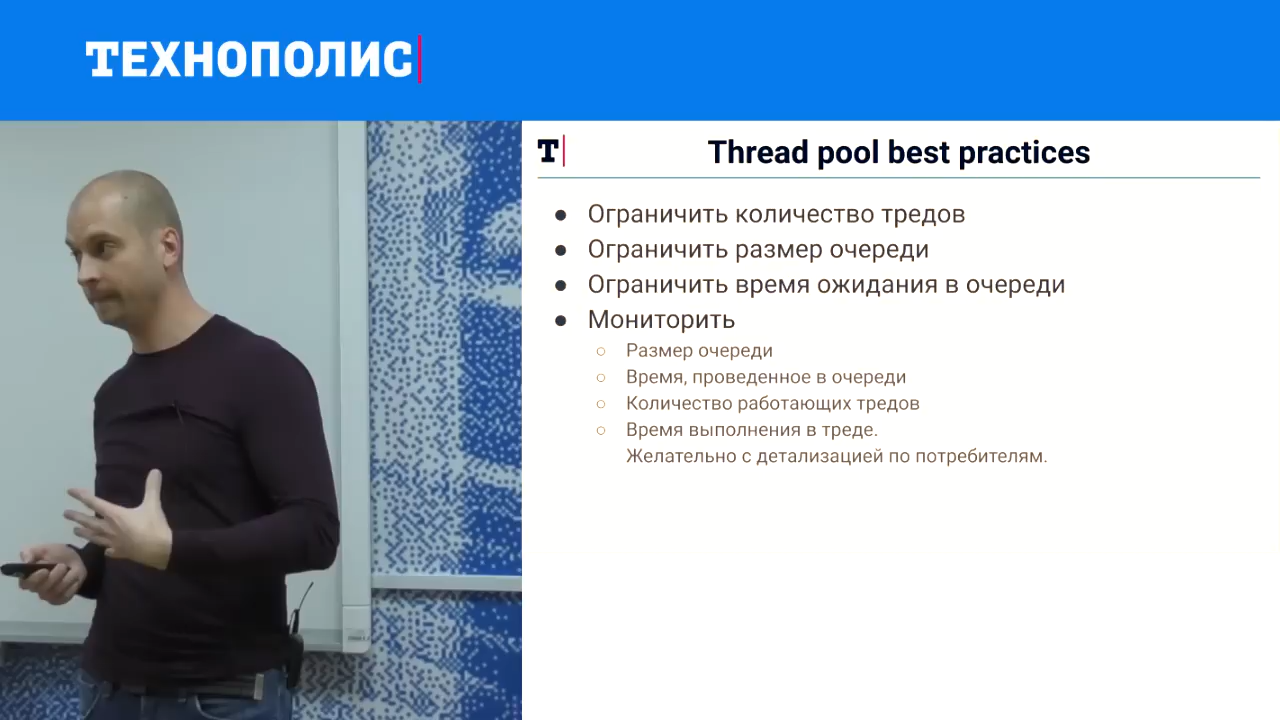 ТЕХНОПОЛИС
Т
Thread pool best practices
● Ограничить количество тредов
● Ограничить размер очереди
● Ограничить время ожидания в очереди
● Мониторить
○ Размер очереди
○ Время, проведенное в очереди
○ Количество работающих тредов
○ Время выполнения в треде.
Желательно с детализацией по потребителям.